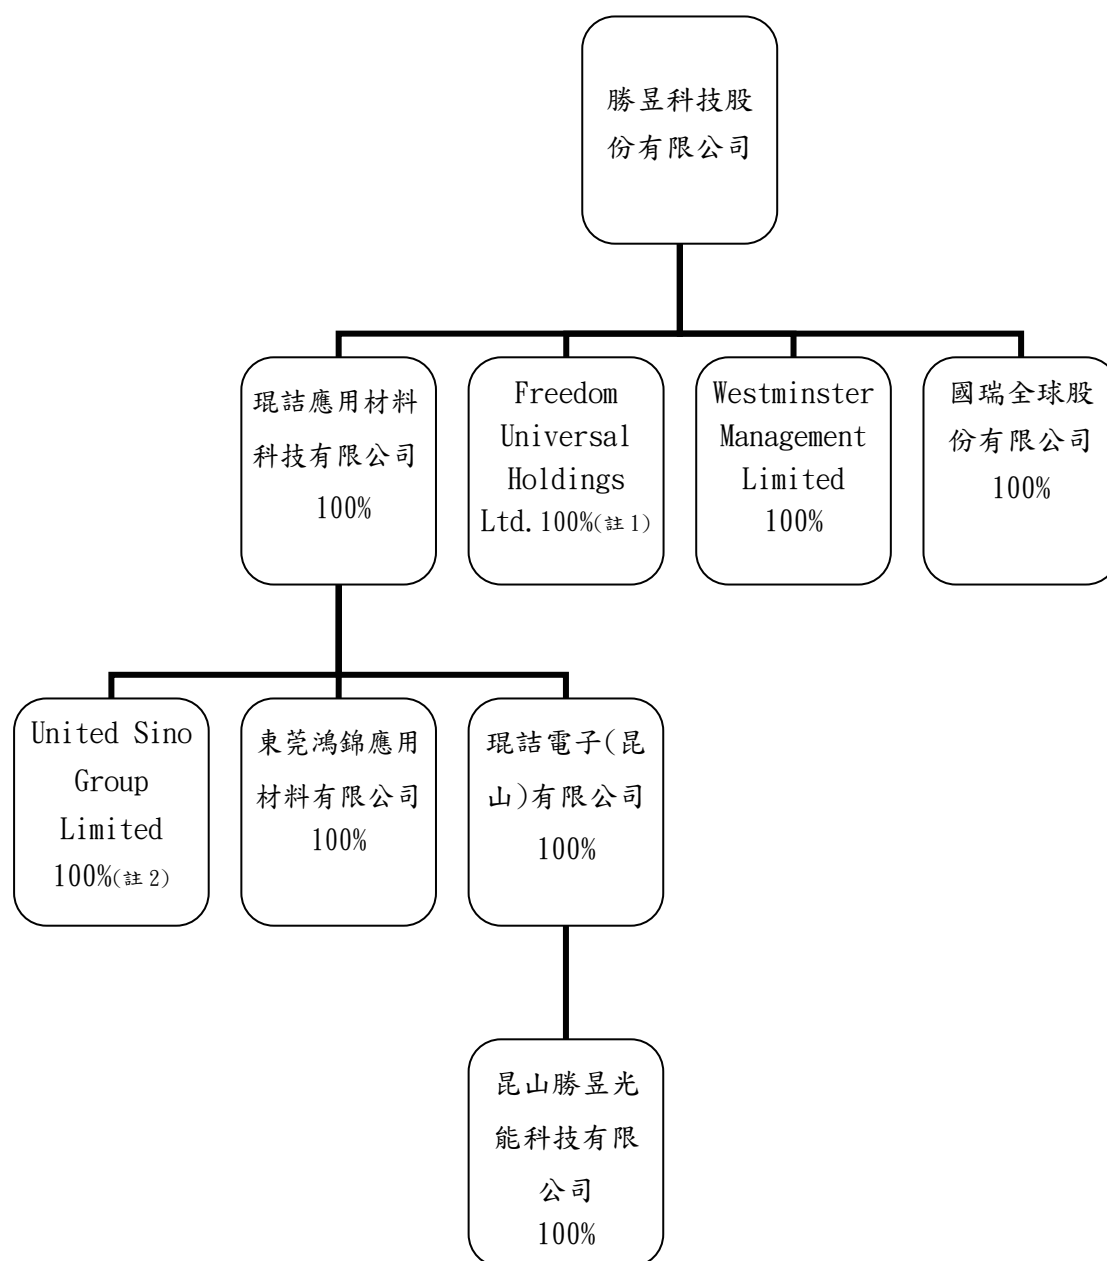 勝昱科技股
份有限公司
琨詰應用材料
科技有限公司
100%
Freedom
Universal
Holdings
Ltd.100%(註1)
Westminster
Management
Limited
100%
國瑞全球股
份有限公司
100%
United Sino
Group
Limited
100%(註2)
東莞鴻錦應用
材料有限公司
100%
琨詰電子(昆
山)有限公司
100%
昆山勝昱光
能科技有限
公司
100%